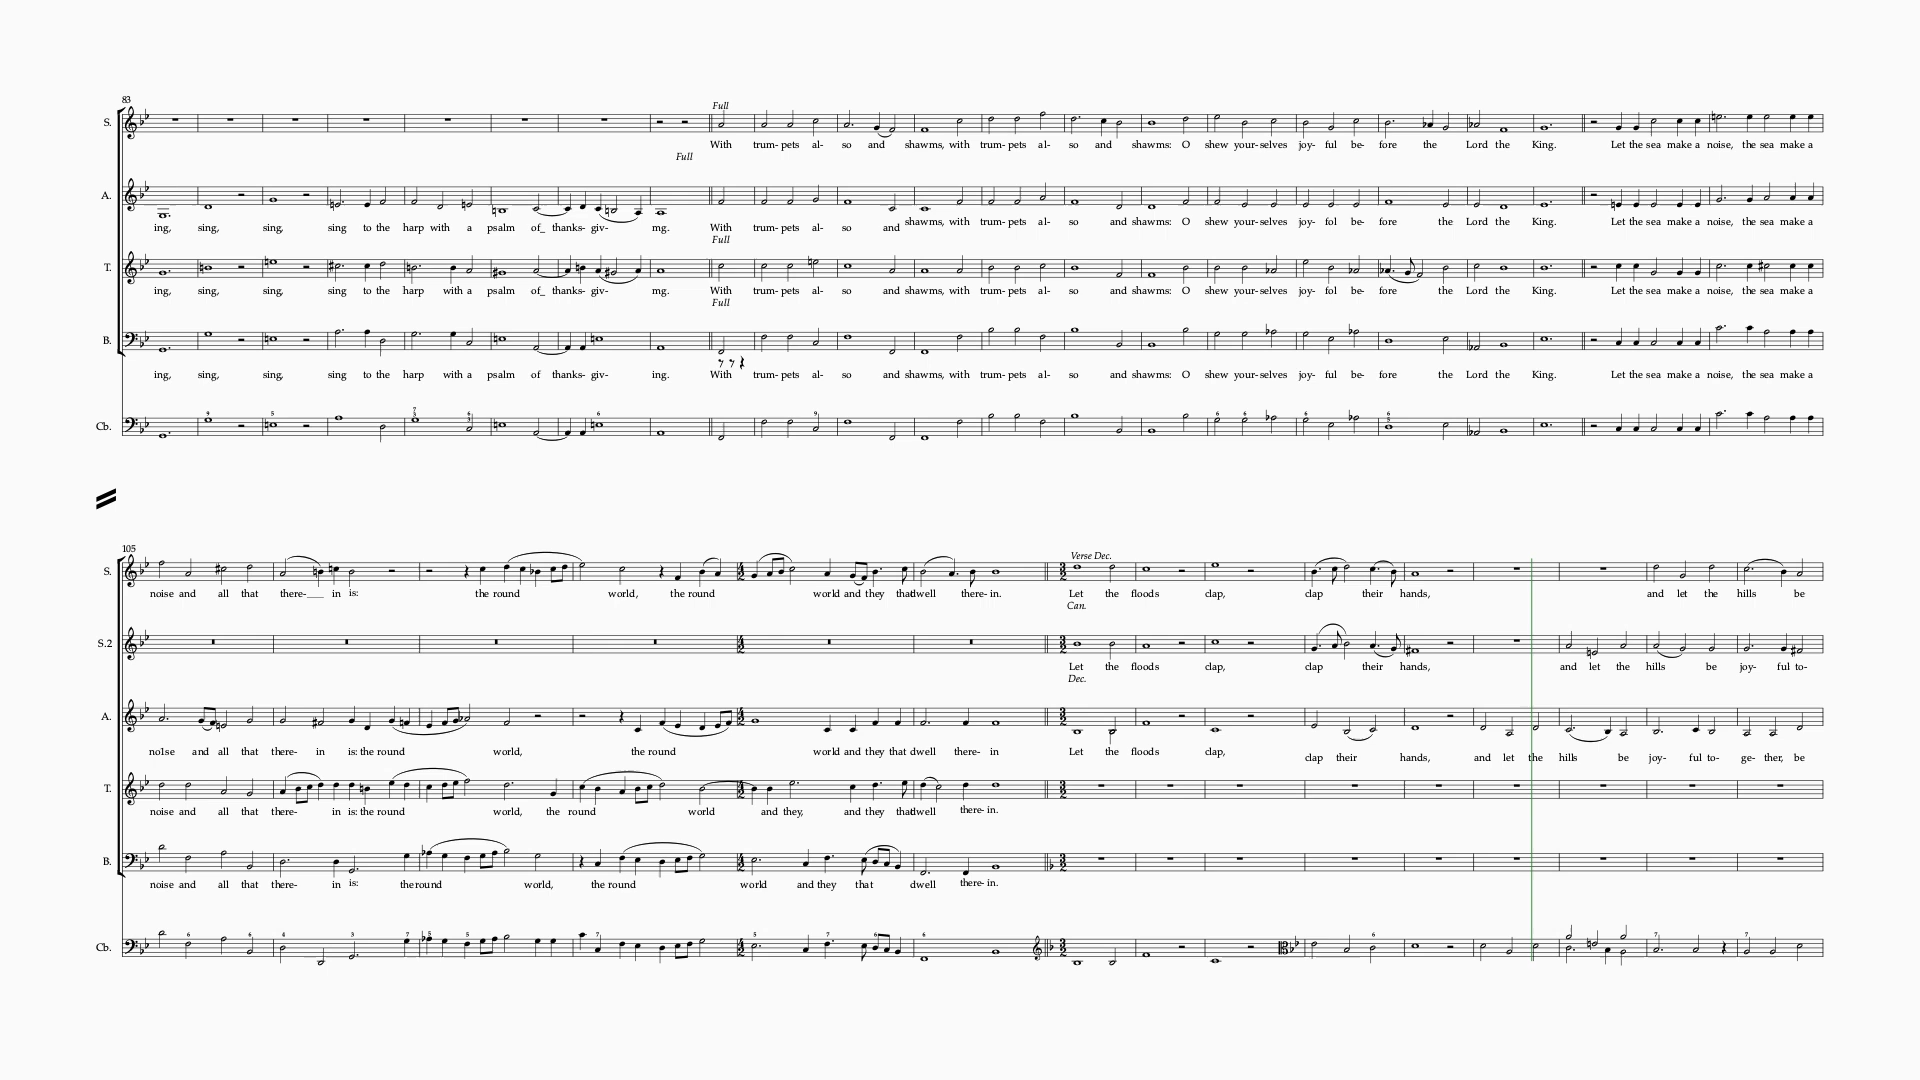 83
Full
S.
With trum- pets al- so and shawms, with trum- pets al- so and shawms: O shew your- selves joy- ful be- fore the Lord the King. Let the sea make a noise, the sea make a
Full
A.
ing, sing, sing, sing to the harp with a psalm of_ thanks- giv- mg. With trum- pets al- so and shawms, with trum- pets al- so and shawms: O shew your- selves joy- fol be- fore the Lord the King. Let the sea make a noise, the sea make a
Full
T.
ing, sing, sing, sing to the harp with a psalm of_ thanks- giv- mg. With trum- pets al- so and shawms, with trum- pets al- so and shawms: O shew your- selves joy- fol be- fore the Lord the King. Let the sea make a noise, the sea make a
Full
B.
ing, sing, sing, sing to the harp with a psalm of thanks- giv- ing. With trum- pets al- so and shawms, with trum- pets al- so and shawms: O shew your- selves joy- ful be- fore the Lord the King. Let the sea make a noise, the sea make a
Cb.
105
Verse Dec.
S.
noise and all that there-___ in is: the round world, the round world and they that dwell there- in. Let the floods clap, clap their hands, and let the hills be
Can.
S.2
Let the floods clap, clap their hands, and let the hills be joy- ful to-
Dec.
A.
no1se and all that there- in is: the round world, the round world and they that dwell there- in Let the floods clap, clap their hands, and let the hills be joy- ful to- ge- ther, be
T.
noise and all that there- in is: the round world, the round world and they, and they that dwell there- in.
B.
noise and all that there- in is: the round world, the round world and they that dwell there- in.
Cb.